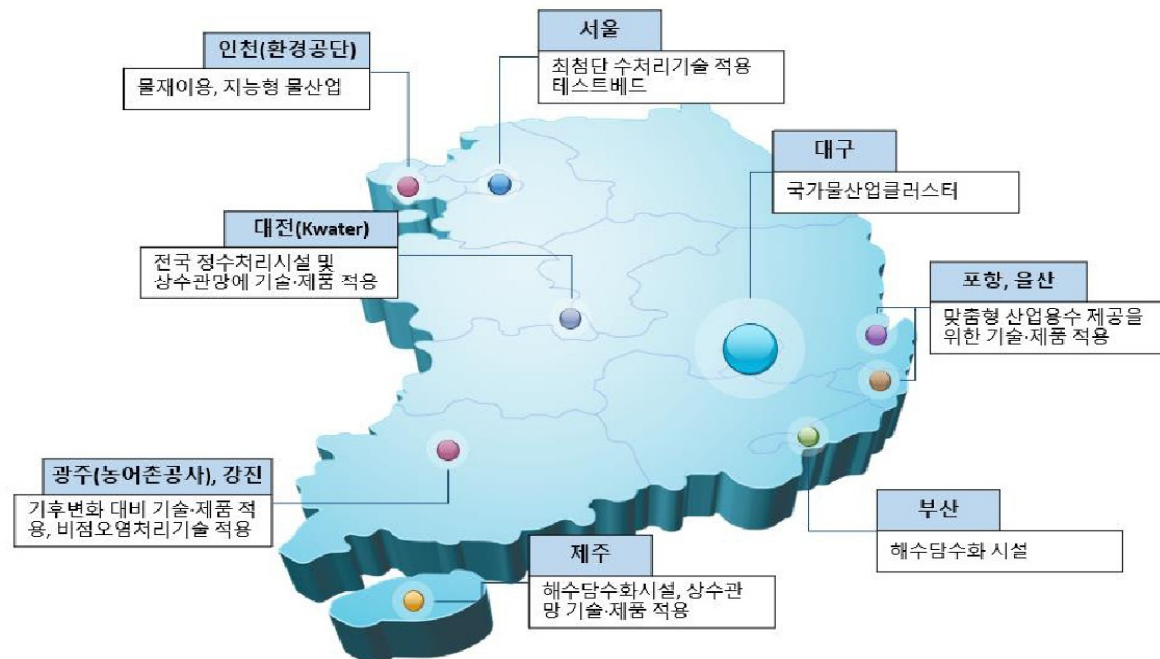 인천(환경공단)
물재이용, 지능형 물산업
서울
최첨단 수처리기술 적용
테스트베드
대구
국가물산업클러스터
대전(Kwater)
전국 정수처리시설 및
상수관망에 기술·제품 적용
포항, 울산
맞춤형 산업용수 제공을
위한 기술·제품 적용
광주(농어촌공사), 강진
기후변화 대비 기술·제품 적
용, 비점오염처리기술 적용
부산
해수담수화 시설
제주
해수담수화시설, 상수관
망 기술·제품 적용